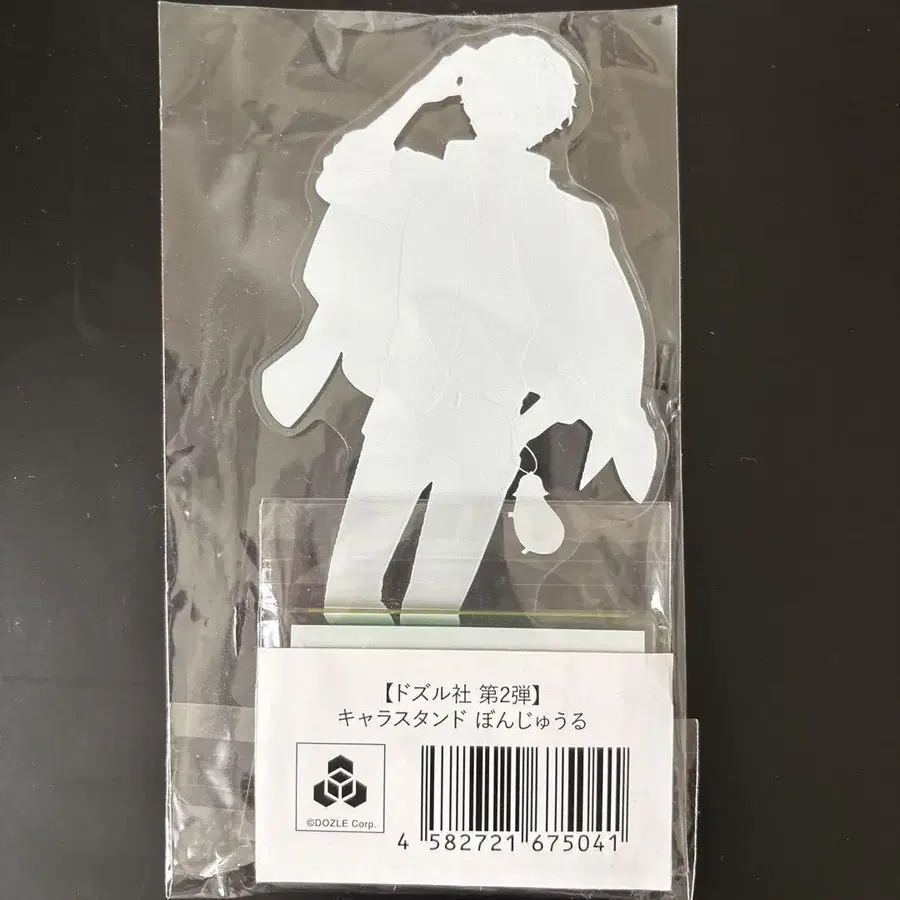 【ドズル社 第2弾】
キャラスタンド ぼんじゅうる
©DOZLE Corp.
4 582721 675041